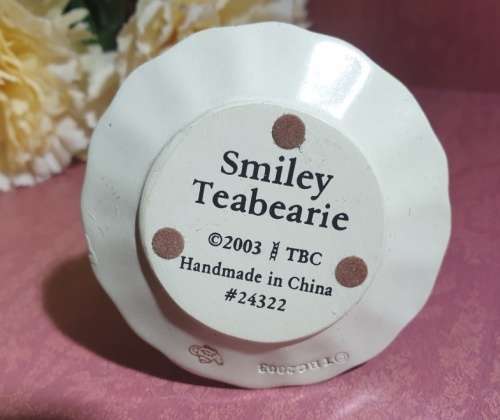 Smiley
Teabearie
©2003 TBC
Handmade in China
#24322